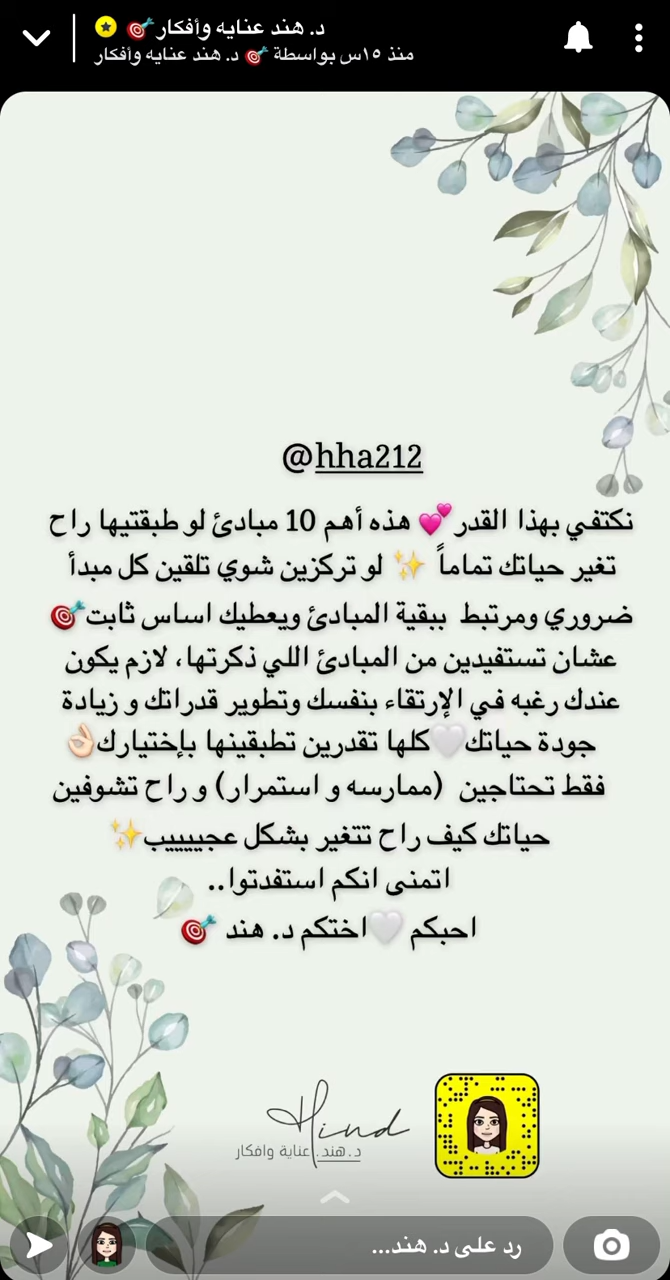 د. هند عنايه وأفكار🎯
منذ ١٥س بواسطة 🎯 د. هند عنايه وأفكار
@hha212
نكتفي بهذا القدر💕 هذه أهم 10 مبادئ لو طبقتيها راح
تغير حياتك تماماً ✨ لو تركزين شوي تلقين كل مبدأ
ضروري ومرتبط ببقية المبادئ ويعطيك اساس ثابت🎯
عشان تستفيدين من المبادئ اللي ذكرتها، لازم يكون
عندك رغبه في الإرتقاء بنفسك وتطوير قدراتك و زيادة
جودة حياتك🤍كلها تقدرين تطبقينها بإختيارك👌🏻
فقط تحتاجين (ممارسه و استمرار) و راح تشوفين
حياتك كيف راح تتغير بشكل عجيييييب✨
اتمنى انكم استفدتوا..
احبكم 🤍اختكم د. هند 🎯
Hind
د.هند. عناية وافكار
رد على د. هند...